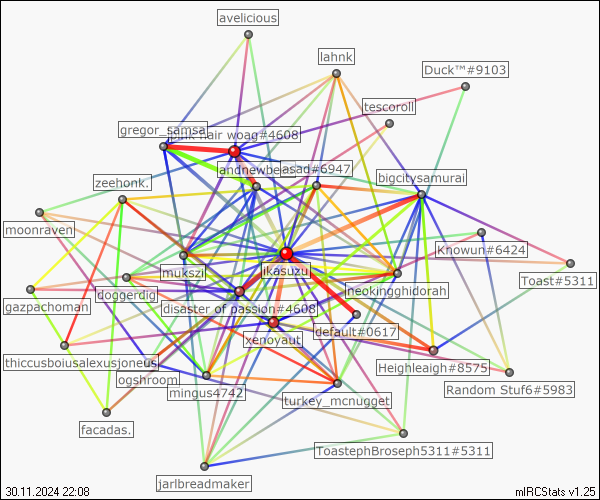 avelicious
lahnk
Duck™#9103
tescoroll
gregor_samsa
pink hair woag#4608
andnewbeans
asad#6947
bigcitysamurai
zeehonk.
moonraven
Knowun#6424
mukszi
ikasuzu
Toast#5311
doggerdig
neokingghidorah
gazpachoman
disaster of passion#4608
default#0617
xenoyaut
thiccusboiusalexusjoneus
Heighleaigh#8575
ogshroom
mingus4742
Random Stuf6#5983
turkey_mcnugget
facadas.
ToastephBroseph5311#5311
jarlbreadmaker
30.11.2024 22:08
mIRCStats v1.25